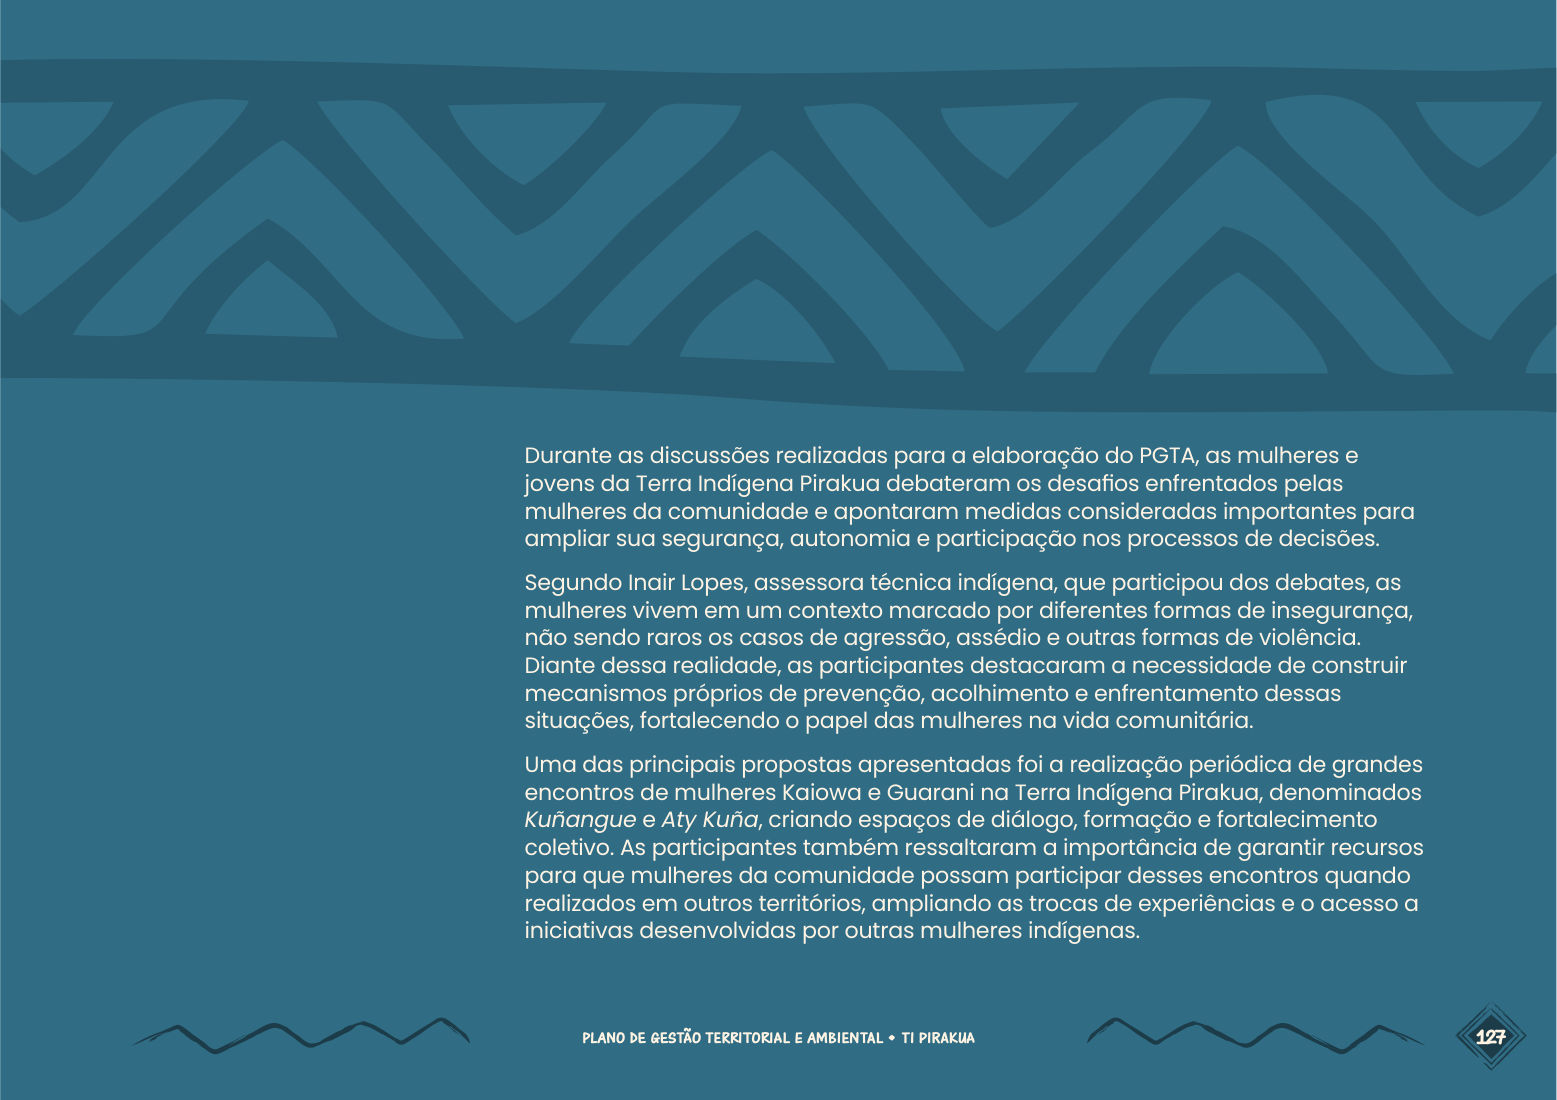 Durante as discussões realizadas para a elaboração do PGTA, as mulheres e
jovens da Terra Indígena Pirakua debateram os desafios enfrentados pelas
mulheres da comunidade e apontaram medidas consideradas importantes para
ampliar sua segurança, autonomia e participação nos processos de decisões.
Segundo Inair Lopes, assessora técnica indígena, que participou dos debates, as
mulheres vivem em um contexto marcado por diferentes formas de insegurança,
não sendo raros os casos de agressão, assédio e outras formas de violência.
Diante dessa realidade, as participantes destacaram a necessidade de construir
mecanismos próprios de prevenção, acolhimento e enfrentamento dessas
situações, fortalecendo o papel das mulheres na vida comunitária.
Uma das principais propostas apresentadas foi a realização periódica de grandes
encontros de mulheres Kaiowa e Guarani na Terra Indígena Pirakua, denominados
Kuñangue e Aty Kuña, criando espaços de diálogo, formação e fortalecimento
coletivo. As participantes também ressaltaram a importância de garantir recursos
para que mulheres da comunidade possam participar desses encontros quando
realizados em outros territórios, ampliando as trocas de experiências e o acesso a
iniciativas desenvolvidas por outras mulheres indígenas.
PLANO DE GESTÃO TERRITORIAL E AMBIENTAL • TI PIRAKUA
127